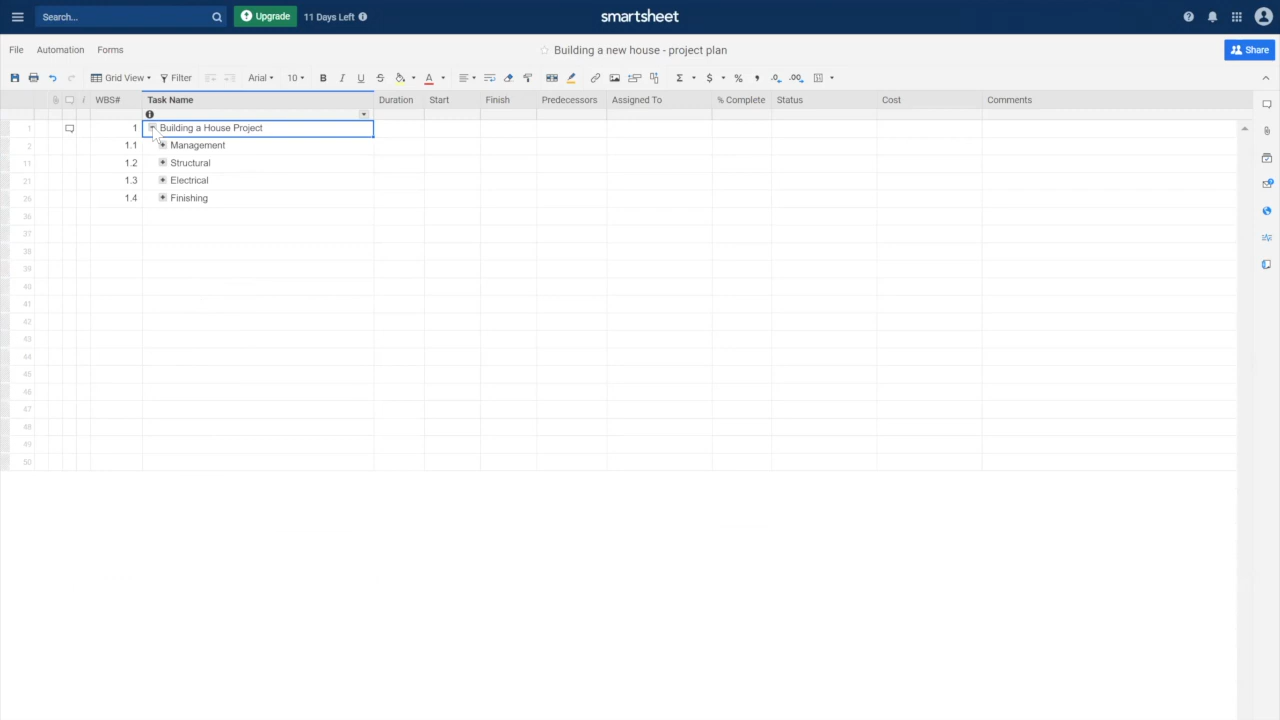 Search...
Upgrade
11 Days Left
smartsheet
File Automation Forms
Building a new house - project plan
Share
Grid View Filter Arial 10 B I U S A Σ $ % , .0 .00
WBS# Task Name Duration Start Finish Predecessors Assigned To % Complete Status Cost Comments
1 1 Building a House Project
2 1.1 Management
11 1.2 Structural
21 1.3 Electrical
26 1.4 Finishing
36
37
38
39
40
41
42
43
44
45
46
47
48
49
50